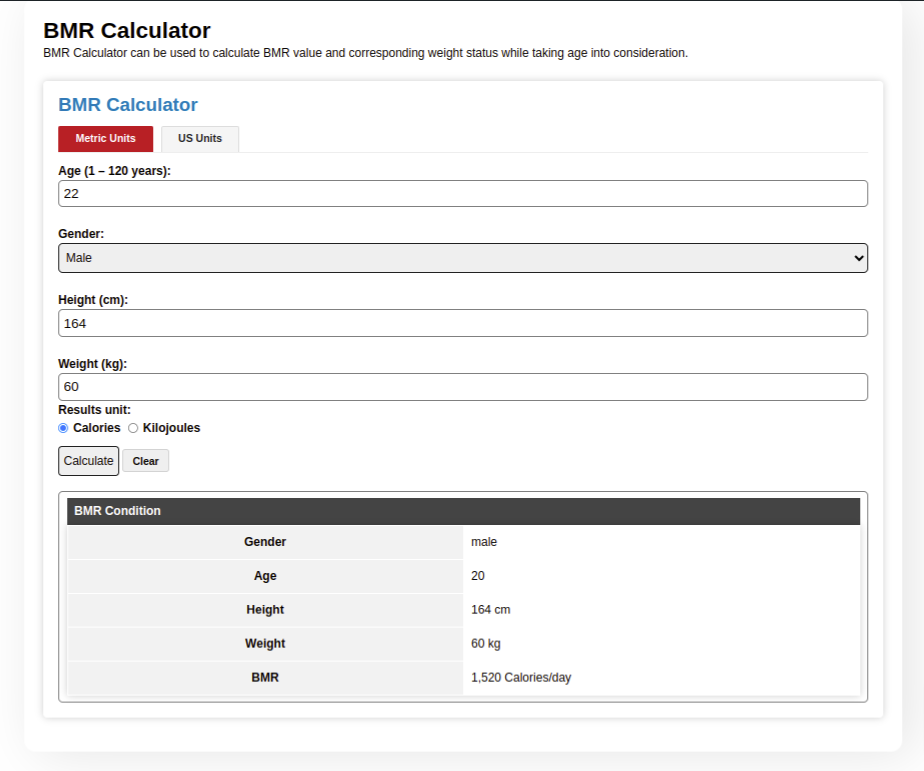 BMR Calculator
BMR Calculator can be used to calculate BMR value and corresponding weight status while taking age into consideration.
BMR Calculator
Metric Units US Units
Age (1 – 120 years):
22
Gender:
Male
Height (cm):
164
Weight (kg):
60
Results unit:
Calories Kilojoules
Calculate Clear
BMR Condition
Gender male
Age 20
Height 164 cm
Weight 60 kg
BMR 1,520 Calories/day